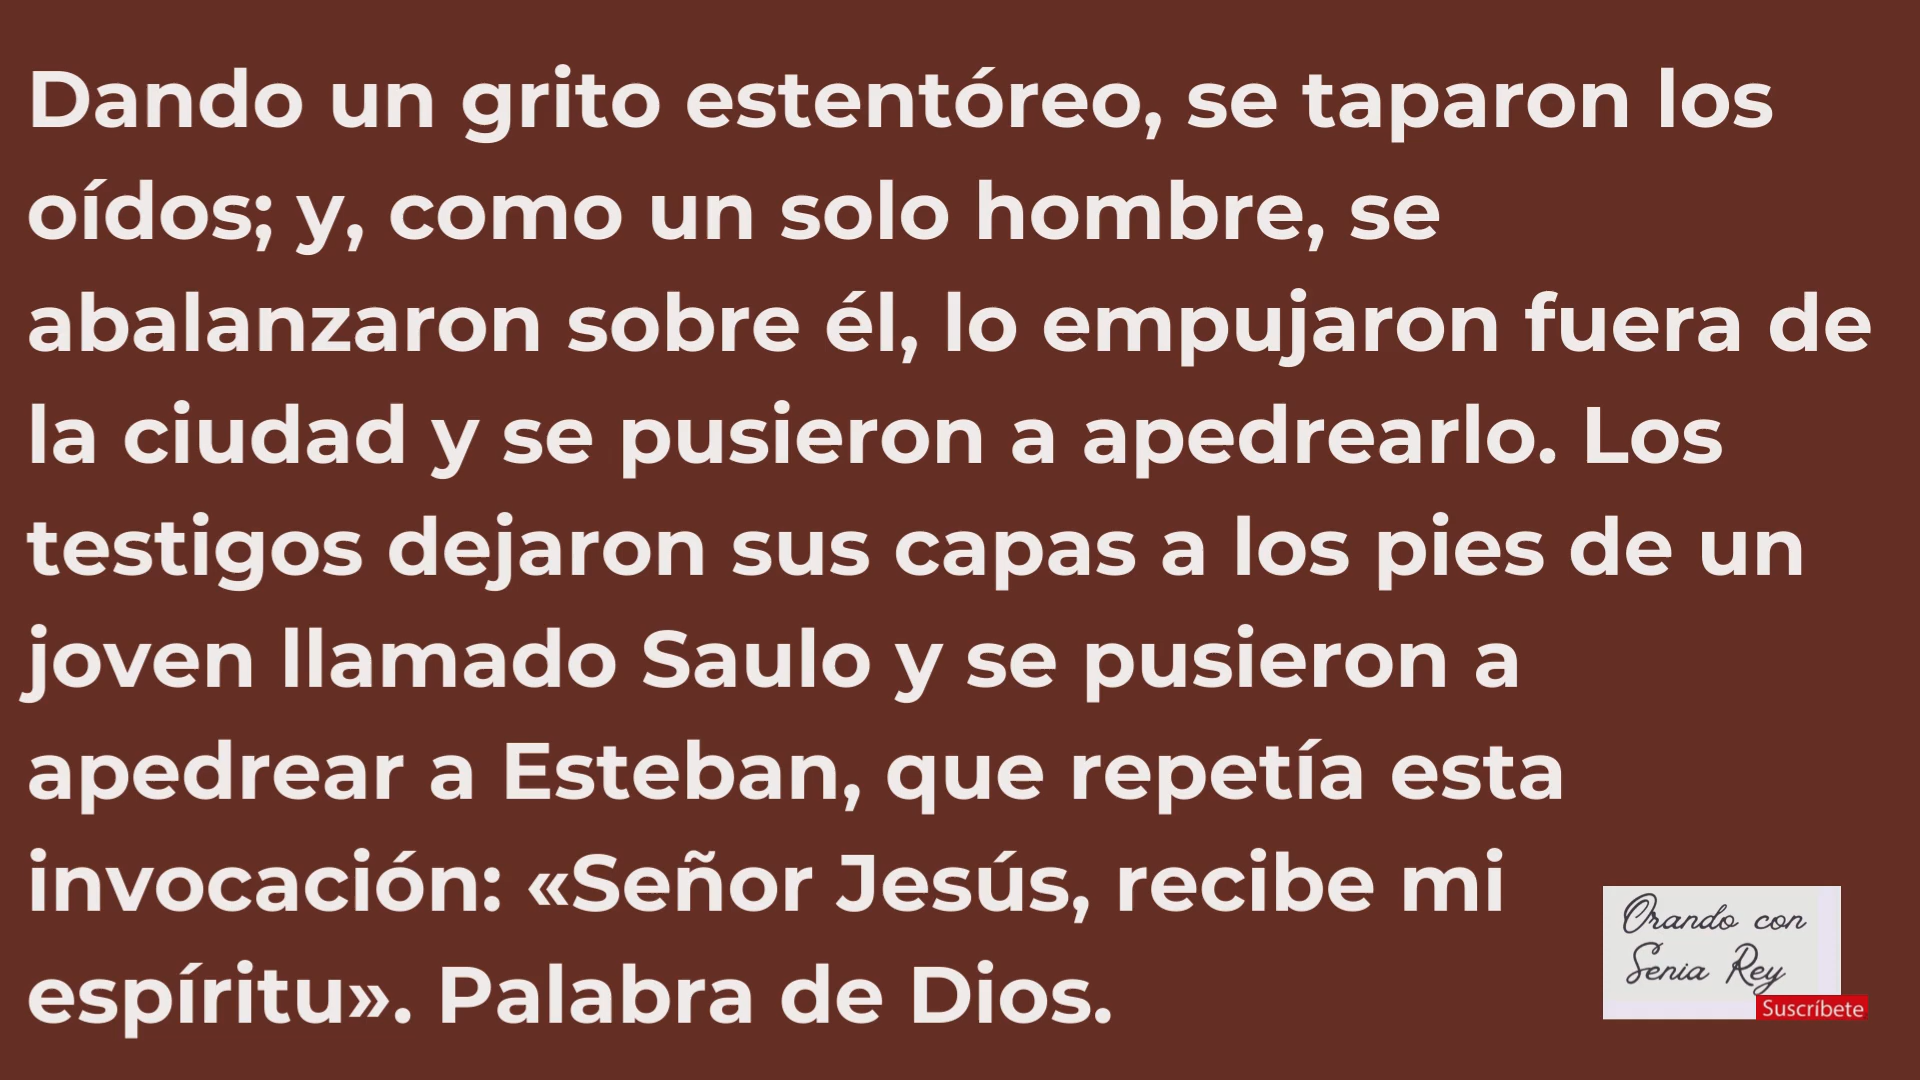 Dando un grito estentóreo, se taparon los
oídos; y, como un solo hombre, se
abalanzaron sobre él, lo empujaron fuera de
la ciudad y se pusieron a apedrearlo. Los
testigos dejaron sus capas a los pies de un
joven llamado Saulo y se pusieron a
apedrear a Esteban, que repetía esta
invocación: «Señor Jesús, recibe mi
espíritu». Palabra de Dios.
Orando con
Senia Rey
Suscríbete